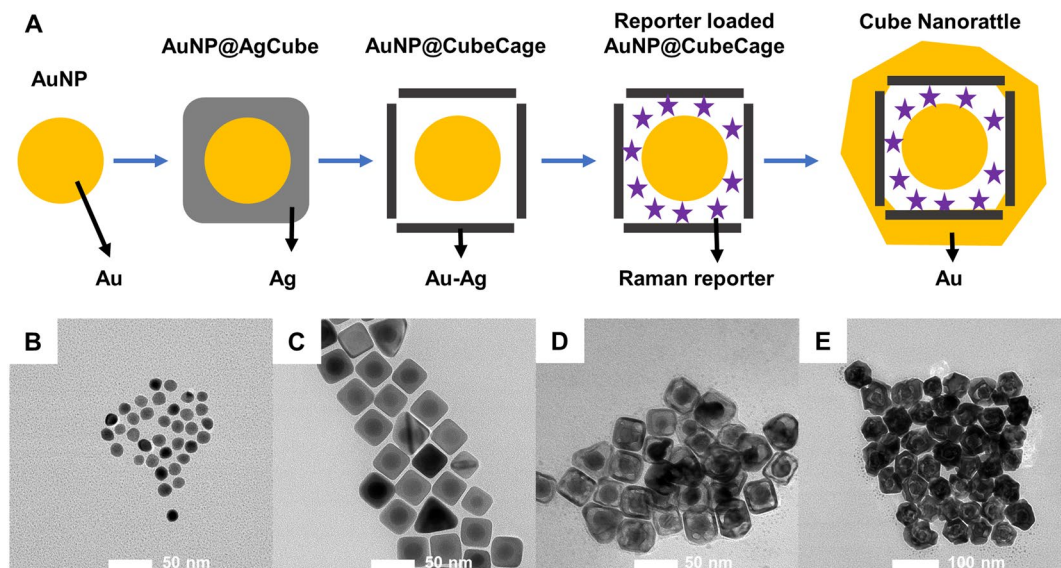 A
AuNP
AuNP@AgCube
AuNP@CubeCage
Reporter loaded
AuNP@CubeCage
Cube Nanorattle
Au
Ag
Au-Ag
Raman reporter
Au
B
50 nm
C
50 nm
D
50 nm
E
100 nm